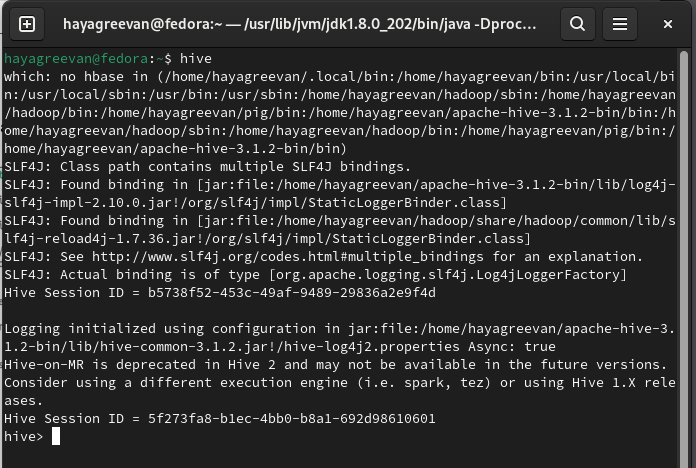 hayagreevan@fedora:~ — /usr/lib/jvm/jdk1.8.0_202/bin/java -Dproc...
hayagreevan@fedora:~$ hive
which: no hbase in (/home/hayagreevan/.local/bin:/home/hayagreevan/bin:/usr/local/bi
n:/usr/local/sbin:/usr/bin:/usr/sbin:/home/hayagreevan/hadoop/sbin:/home/hayagreevan
/hadoop/bin:/home/hayagreevan/pig/bin:/home/hayagreevan/apache-hive-3.1.2-bin/bin:/h
ome/hayagreevan/hadoop/sbin:/home/hayagreevan/hadoop/bin:/home/hayagreevan/pig/bin:/
home/hayagreevan/apache-hive-3.1.2-bin/bin)
SLF4J: Class path contains multiple SLF4J bindings.
SLF4J: Found binding in [jar:file:/home/hayagreevan/apache-hive-3.1.2-bin/lib/log4j-
slf4j-impl-2.10.0.jar!/org/slf4j/impl/StaticLoggerBinder.class]
SLF4J: Found binding in [jar:file:/home/hayagreevan/hadoop/share/hadoop/common/lib/s
lf4j-reload4j-1.7.36.jar!/org/slf4j/impl/StaticLoggerBinder.class]
SLF4J: See http://www.slf4j.org/codes.html#multiple_bindings for an explanation.
SLF4J: Actual binding is of type [org.apache.logging.slf4j.Log4jLoggerFactory]
Hive Session ID = b5738f52-453c-49af-9489-29836a2e9f4d
Logging initialized using configuration in jar:file:/home/hayagreevan/apache-hive-3.
1.2-bin/lib/hive-common-3.1.2.jar!/hive-log4j2.properties Async: true
Hive-on-MR is deprecated in Hive 2 and may not be available in the future versions.
Consider using a different execution engine (i.e. spark, tez) or using Hive 1.X rele
ases.
Hive Session ID = 5f273fa8-b1ec-4bb0-b8a1-692d98610601
hive>